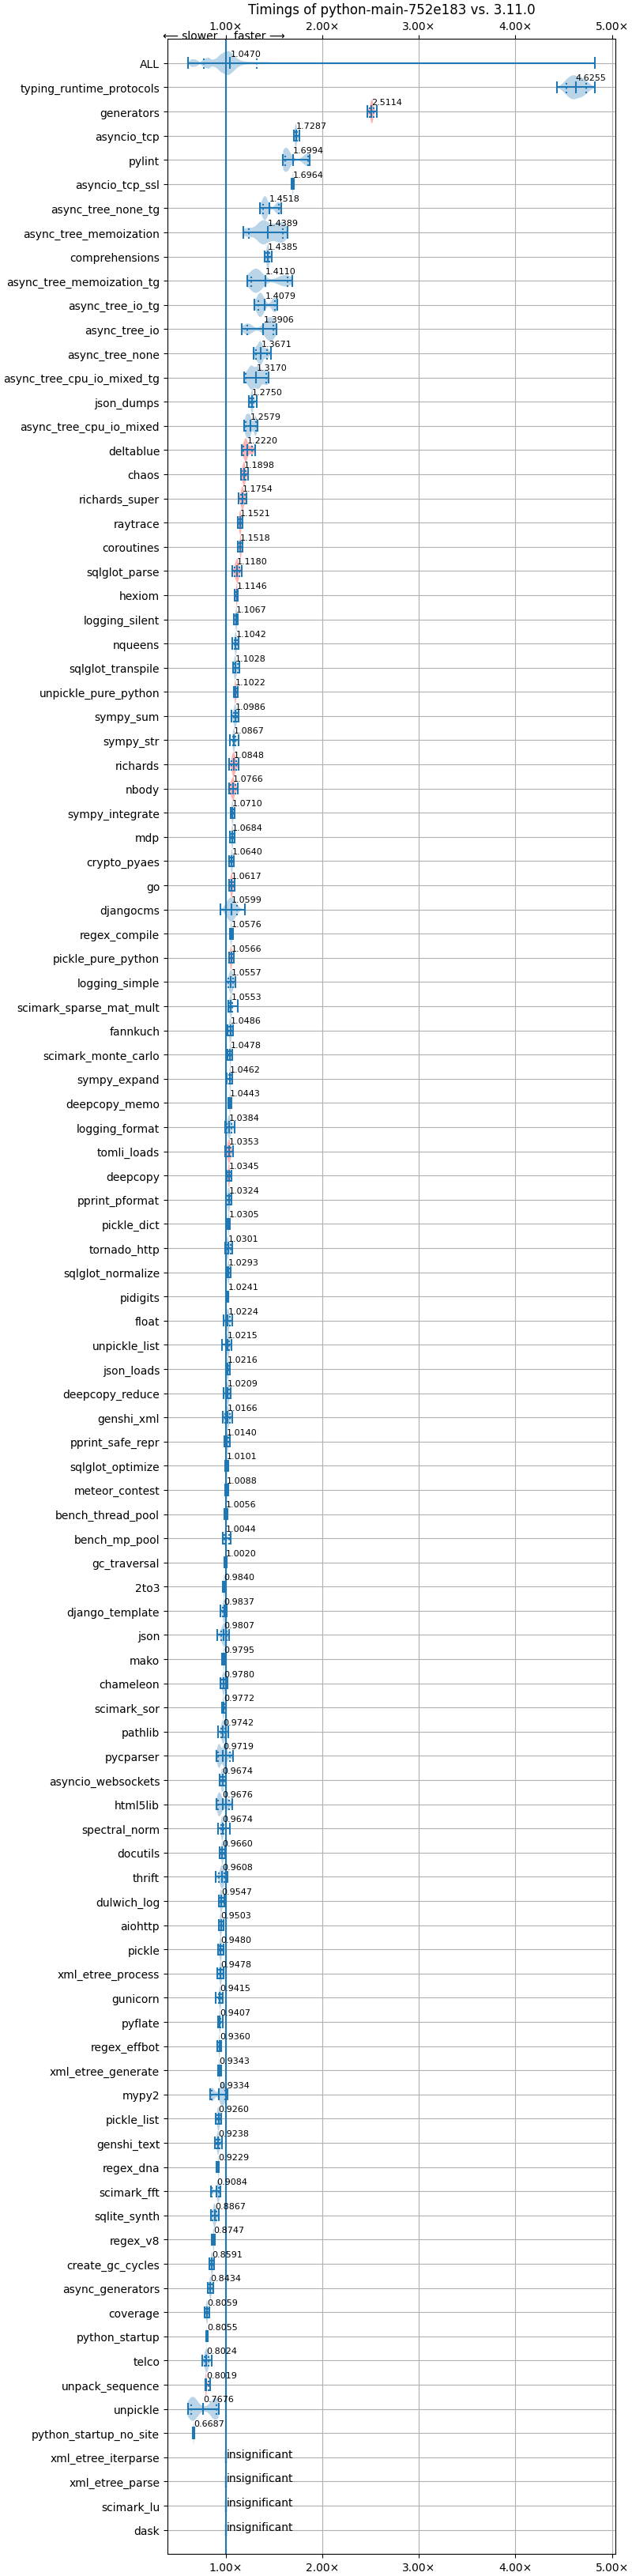 Timings of python-main-752e183 vs. 3.11.0
1.00× 2.00× 3.00× 4.00× 5.00×
⟵ slower faster ⟶
ALL 1.0470
typing_runtime_protocols 4.6255
generators 2.5114
asyncio_tcp 1.7287
pylint 1.6994
asyncio_tcp_ssl 1.6964
async_tree_none_tg 1.4518
async_tree_memoization 1.4389
comprehensions 1.4385
async_tree_memoization_tg 1.4110
async_tree_io_tg 1.4079
async_tree_io 1.3906
async_tree_none 1.3671
async_tree_cpu_io_mixed_tg 1.3170
json_dumps 1.2750
async_tree_cpu_io_mixed 1.2579
deltablue 1.2220
chaos 1.1898
richards_super 1.1754
raytrace 1.1521
coroutines 1.1518
sqlglot_parse 1.1180
hexiom 1.1146
logging_silent 1.1067
nqueens 1.1042
sqlglot_transpile 1.1028
unpickle_pure_python 1.1022
sympy_sum 1.0986
sympy_str 1.0867
richards 1.0848
nbody 1.0766
sympy_integrate 1.0710
mdp 1.0684
crypto_pyaes 1.0640
go 1.0617
djangocms 1.0599
regex_compile 1.0576
pickle_pure_python 1.0566
logging_simple 1.0557
scimark_sparse_mat_mult 1.0553
fannkuch 1.0486
scimark_monte_carlo 1.0478
sympy_expand 1.0462
deepcopy_memo 1.0443
logging_format 1.0384
tomli_loads 1.0353
deepcopy 1.0345
pprint_pformat 1.0324
pickle_dict 1.0305
tornado_http 1.0301
sqlglot_normalize 1.0293
pidigits 1.0241
float 1.0224
unpickle_list 1.0215
json_loads 1.0216
deepcopy_reduce 1.0209
genshi_xml 1.0166
pprint_safe_repr 1.0140
sqlglot_optimize 1.0101
meteor_contest 1.0088
bench_thread_pool 1.0056
bench_mp_pool 1.0044
gc_traversal 1.0020
2to3 0.9840
django_template 0.9837
json 0.9807
mako 0.9795
chameleon 0.9780
scimark_sor 0.9772
pathlib 0.9742
pycparser 0.9719
asyncio_websockets 0.9674
html5lib 0.9676
spectral_norm 0.9674
docutils 0.9660
thrift 0.9608
dulwich_log 0.9547
aiohttp 0.9503
pickle 0.9480
xml_etree_process 0.9478
gunicorn 0.9415
pyflate 0.9407
regex_effbot 0.9360
xml_etree_generate 0.9343
mypy2 0.9334
pickle_list 0.9260
genshi_text 0.9238
regex_dna 0.9229
scimark_fft 0.9084
sqlite_synth 0.8867
regex_v8 0.8747
create_gc_cycles 0.8591
async_generators 0.8434
coverage 0.8059
python_startup 0.8055
telco 0.8024
unpack_sequence 0.8019
unpickle 0.7676
python_startup_no_site 0.6687
xml_etree_iterparse insignificant
xml_etree_parse insignificant
scimark_lu insignificant
dask insignificant
1.00× 2.00× 3.00× 4.00× 5.00×